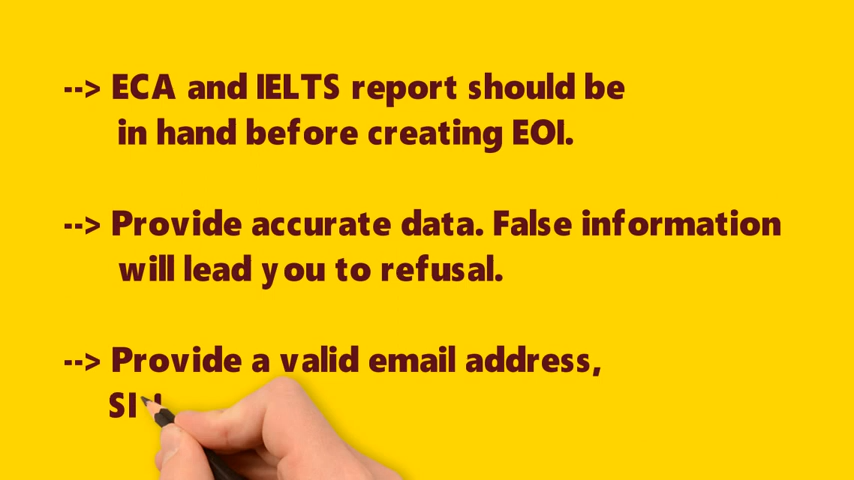 --> ECA and IELTS report should be
in hand before creating EOI.
--> Provide accurate data. False information
will lead you to refusal.
--> Provide a valid email address,